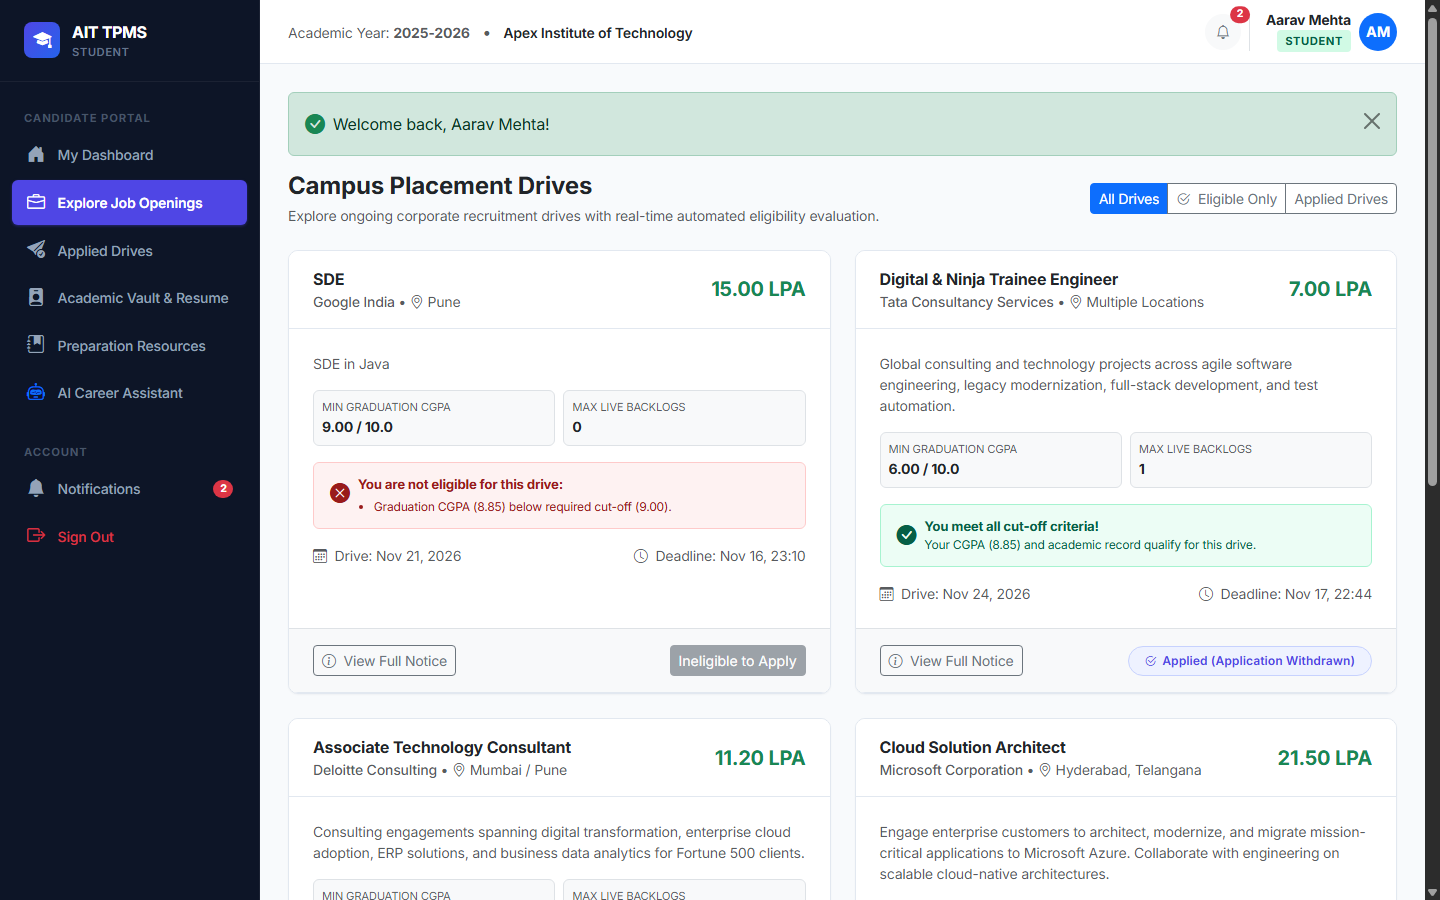 AIT TPMS
STUDENT
CANDIDATE PORTAL
My Dashboard
Explore Job Openings
Applied Drives
Academic Vault & Resume
Preparation Resources
AI Career Assistant
ACCOUNT
Notifications 2
Sign Out
Academic Year: 2025-2026 • Apex Institute of Technology
2
Aarav Mehta
STUDENT
AM
Welcome back, Aarav Mehta!
Campus Placement Drives
Explore ongoing corporate recruitment drives with real-time automated eligibility evaluation.
All Drives Eligible Only Applied Drives
SDE
Google India • Pune
15.00 LPA
SDE in Java
MIN GRADUATION CGPA
9.00 / 10.0
MAX LIVE BACKLOGS
0
You are not eligible for this drive:
• Graduation CGPA (8.85) below required cut-off (9.00).
Drive: Nov 21, 2026
Deadline: Nov 16, 23:10
View Full Notice
Ineligible to Apply
Digital & Ninja Trainee Engineer
Tata Consultancy Services • Multiple Locations
7.00 LPA
Global consulting and technology projects across agile software
engineering, legacy modernization, full-stack development, and test
automation.
MIN GRADUATION CGPA
6.00 / 10.0
MAX LIVE BACKLOGS
1
You meet all cut-off criteria!
Your CGPA (8.85) and academic record qualify for this drive.
Drive: Nov 24, 2026
Deadline: Nov 17, 22:44
View Full Notice
Applied (Application Withdrawn)
Associate Technology Consultant
Deloitte Consulting • Mumbai / Pune
11.20 LPA
Consulting engagements spanning digital transformation, enterprise cloud
adoption, ERP solutions, and business data analytics for Fortune 500 clients.
MIN GRADUATION CGPA
MAX LIVE BACKLOGS
Cloud Solution Architect
Microsoft Corporation • Hyderabad, Telangana
21.50 LPA
Engage enterprise customers to architect, modernize, and migrate mission-
critical applications to Microsoft Azure. Collaborate with engineering on
scalable cloud-native architectures.